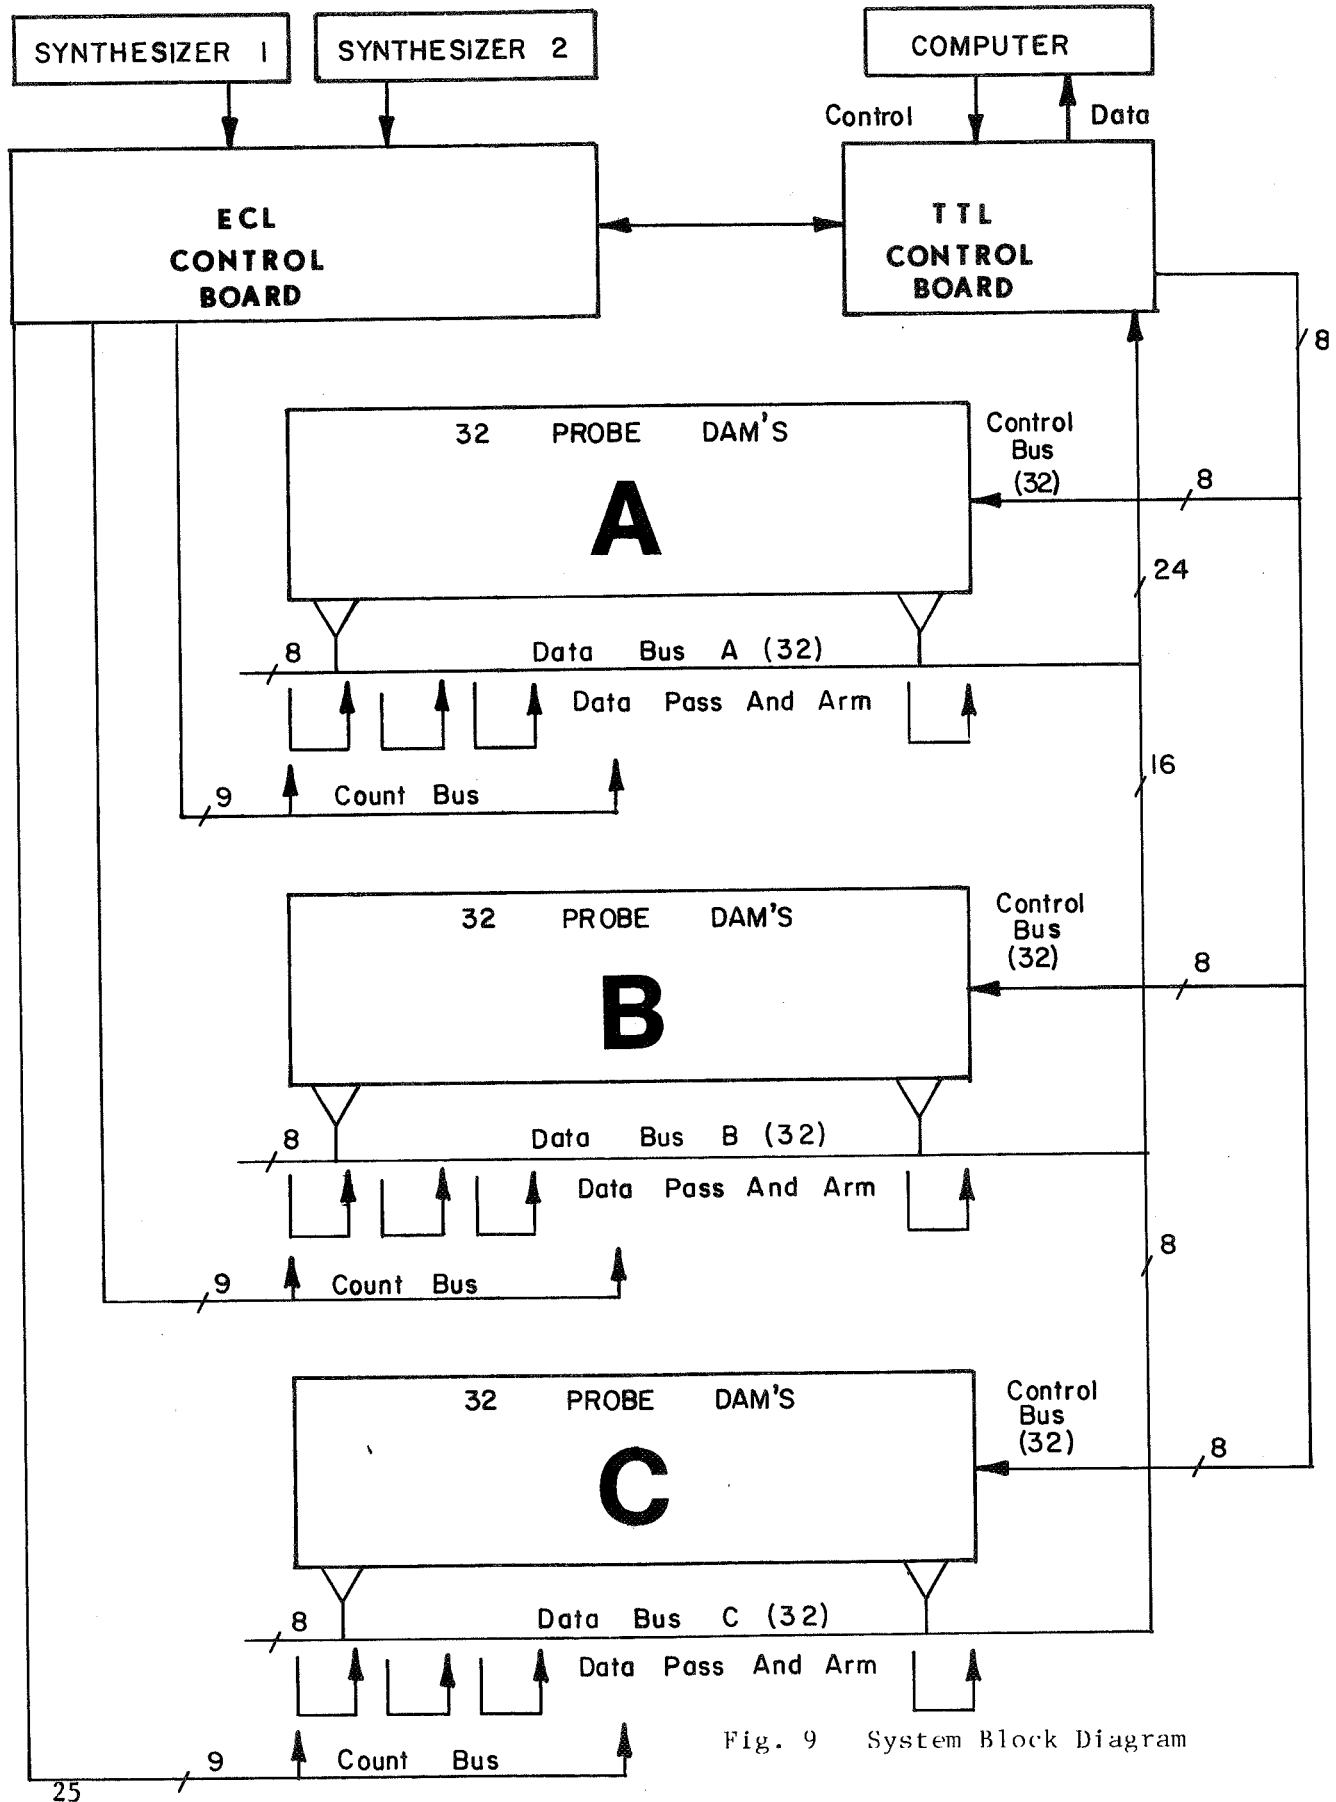 SYNTHESIZER 1
SYNTHESIZER 2
COMPUTER
Control
Data
ECL
CONTROL
BOARD
TTL
CONTROL
BOARD
8
32 PROBE DAM'S
A
Control
Bus
(32)
8
24
8
Data Bus A (32)
Data Pass And Arm
16
9
Count Bus
32 PROBE DAM'S
B
Control
Bus
(32)
8
8
Data Bus B (32)
Data Pass And Arm
8
9
Count Bus
32 PROBE DAM'S
C
Control
Bus
(32)
8
8
Data Bus C (32)
Data Pass And Arm
9
Count Bus
Fig. 9 System Block Diagram
25